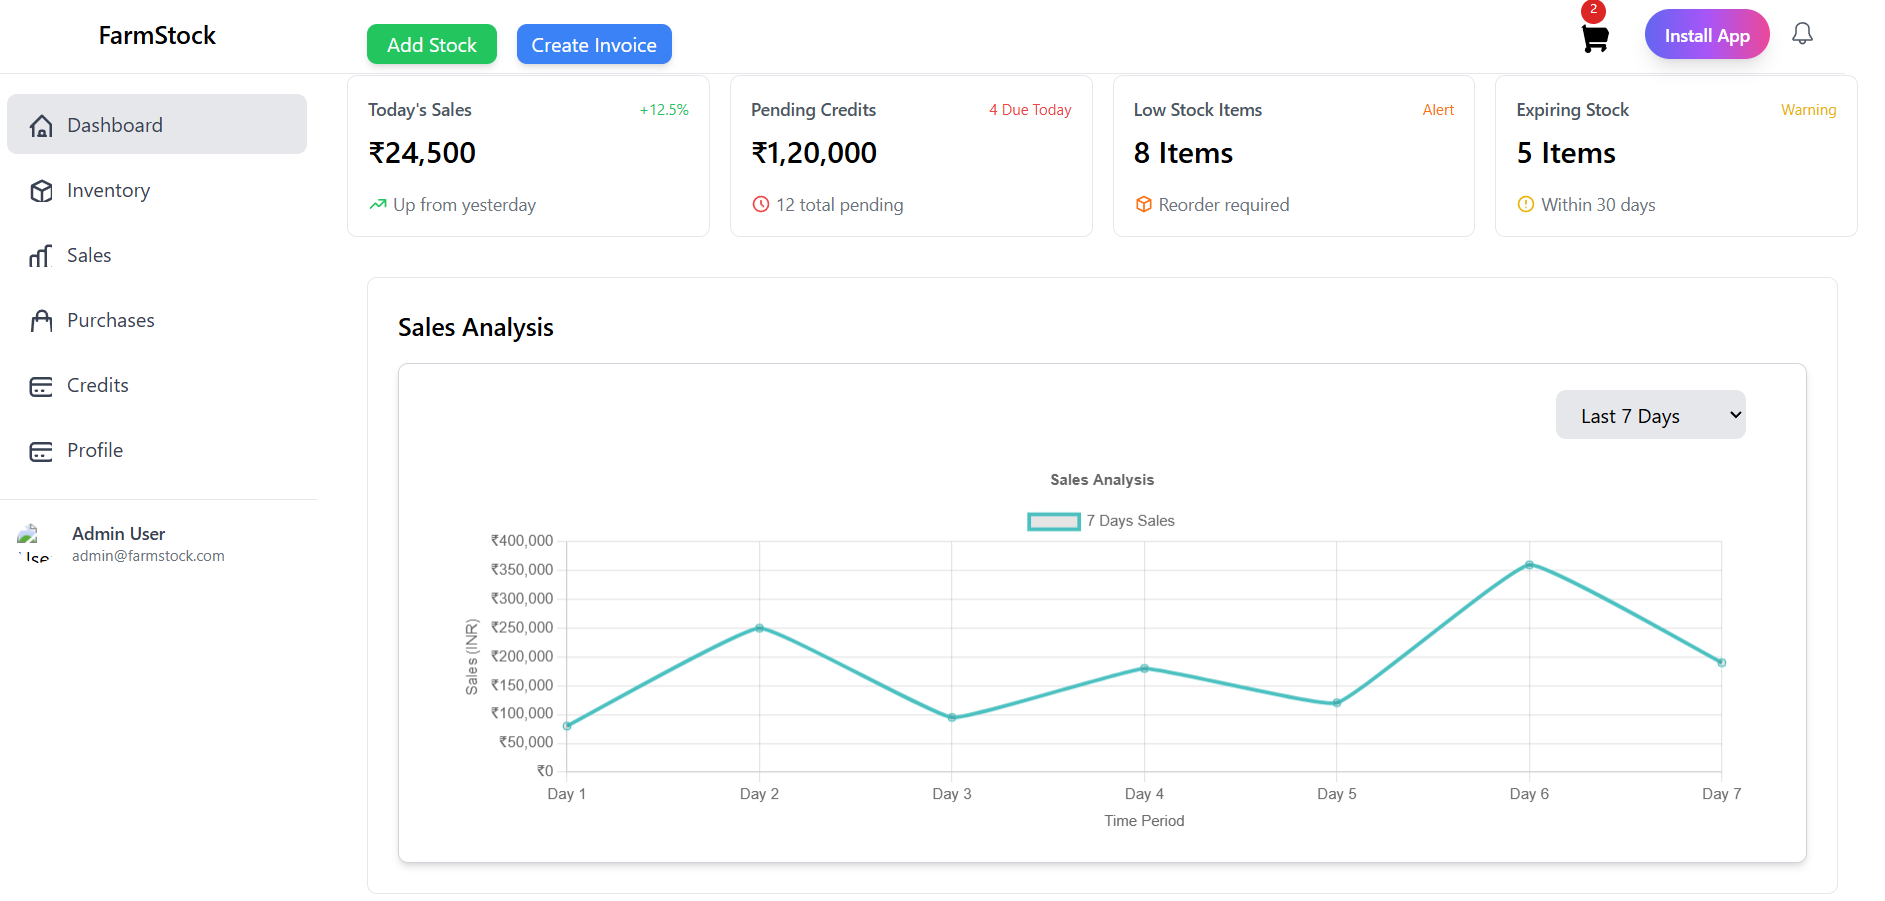 FarmStock
Add Stock
Create Invoice
2
Install App
Dashboard
Inventory
Sales
Purchases
Credits
Profile
Admin User
admin@farmstock.com
Today's Sales
+12.5%
₹24,500
Up from yesterday
Pending Credits
4 Due Today
₹1,20,000
12 total pending
Low Stock Items
Alert
8 Items
Reorder required
Expiring Stock
Warning
5 Items
Within 30 days
Sales Analysis
Last 7 Days
Sales Analysis
7 Days Sales
Sales (INR)
₹400,000
₹350,000
₹300,000
₹250,000
₹200,000
₹150,000
₹100,000
₹50,000
₹0
Day 1
Day 2
Day 3
Day 4
Day 5
Day 6
Day 7
Time Period